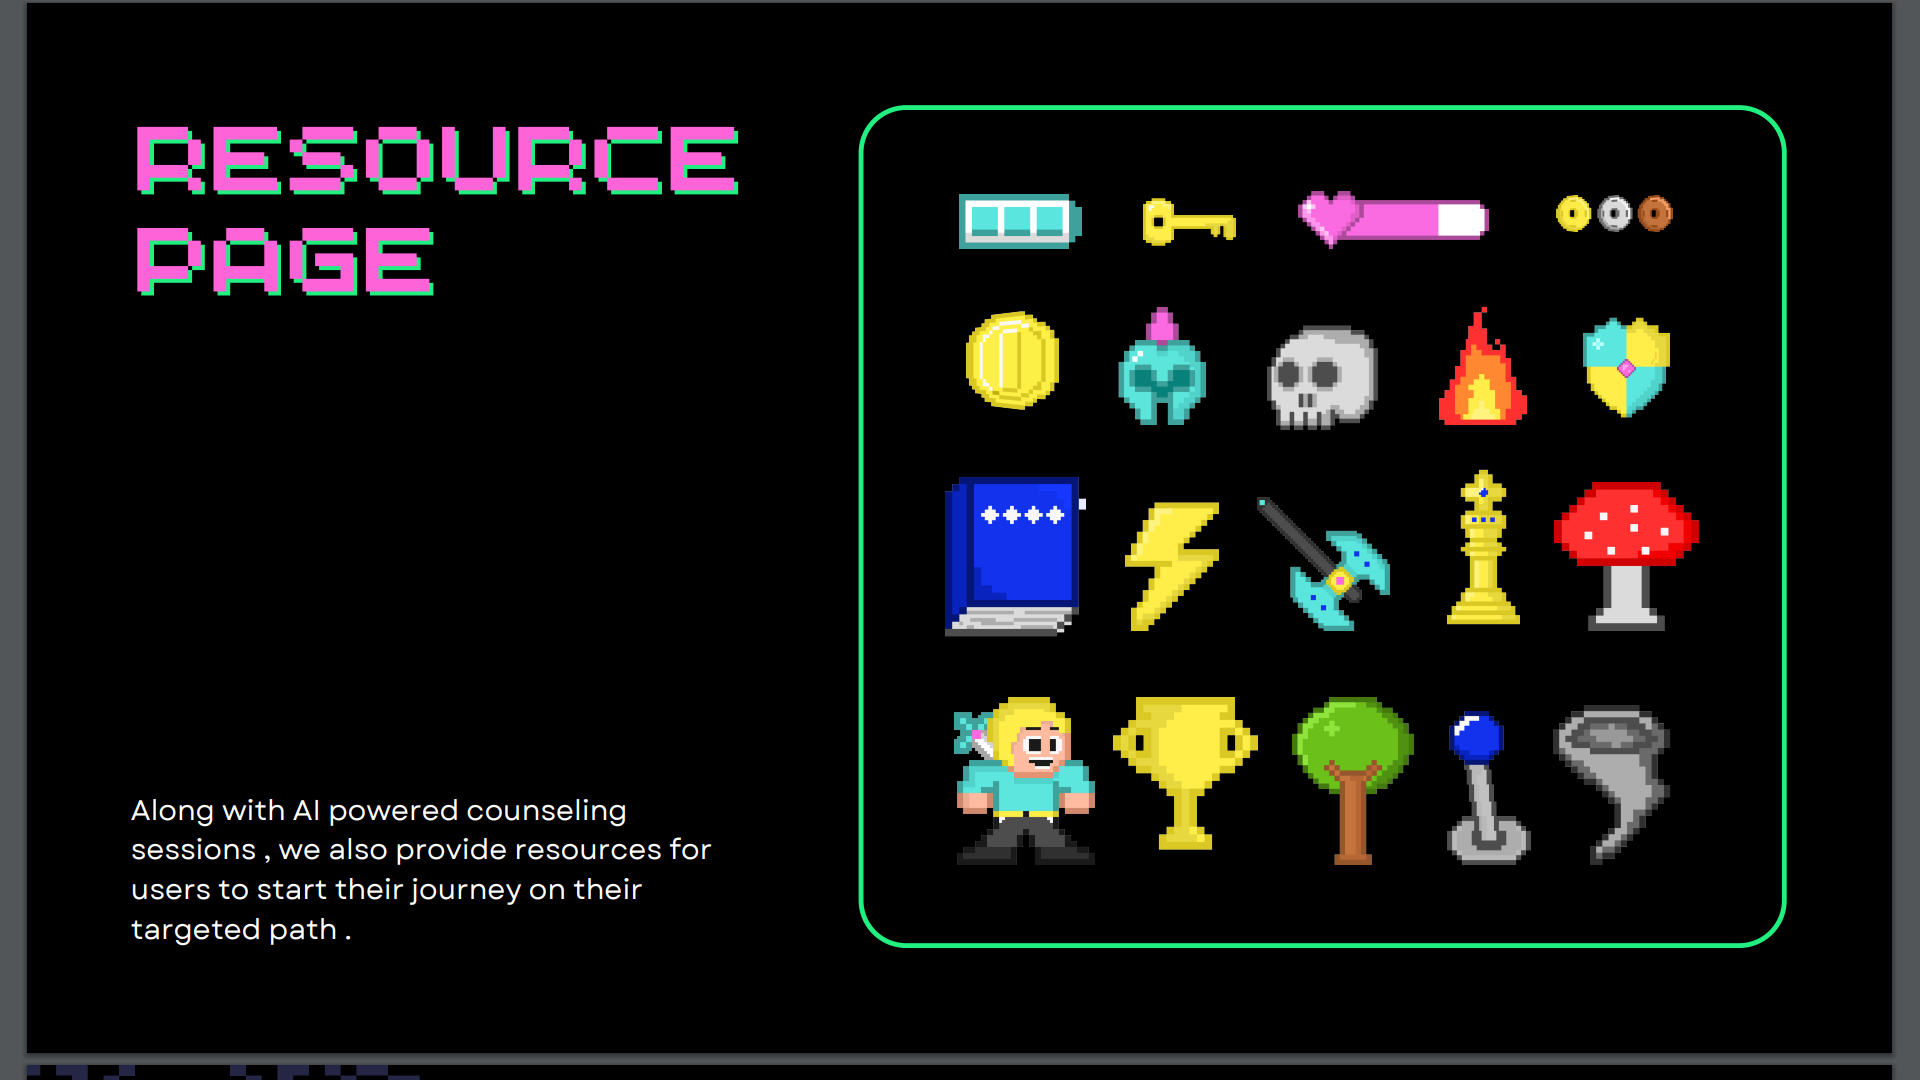 RESOURCE
PAGE
Along with AI powered counseling
sessions , we also provide resources for
users to start their journey on their
targeted path .